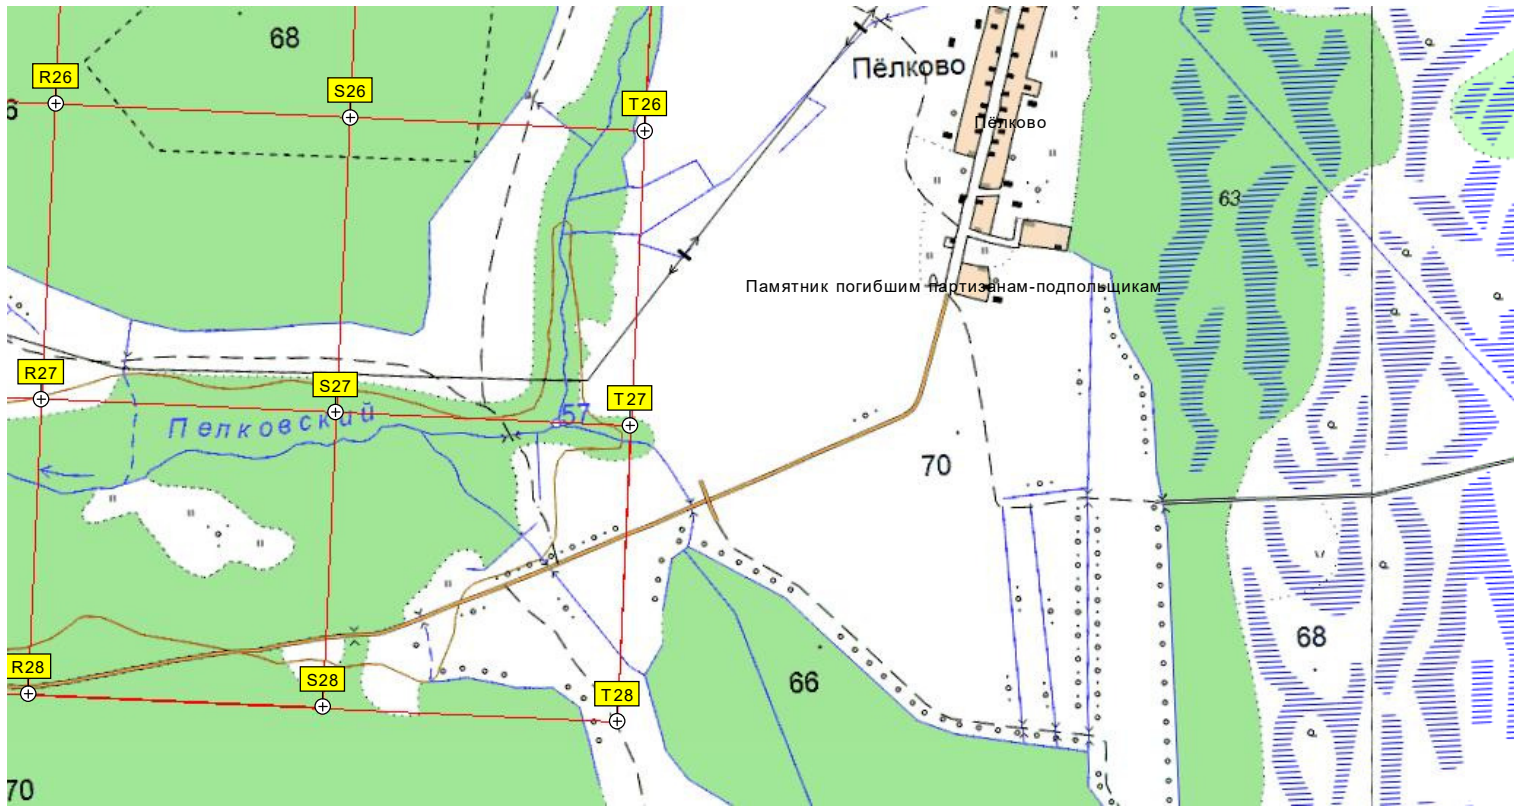 68
Пёлково
R26
S26
T26
Пёлково
63
Памятник погибшим партизанам-подпольщикам
R27
S27
T27
Пелковский
57
70
68
R28
S28
66
T28
70